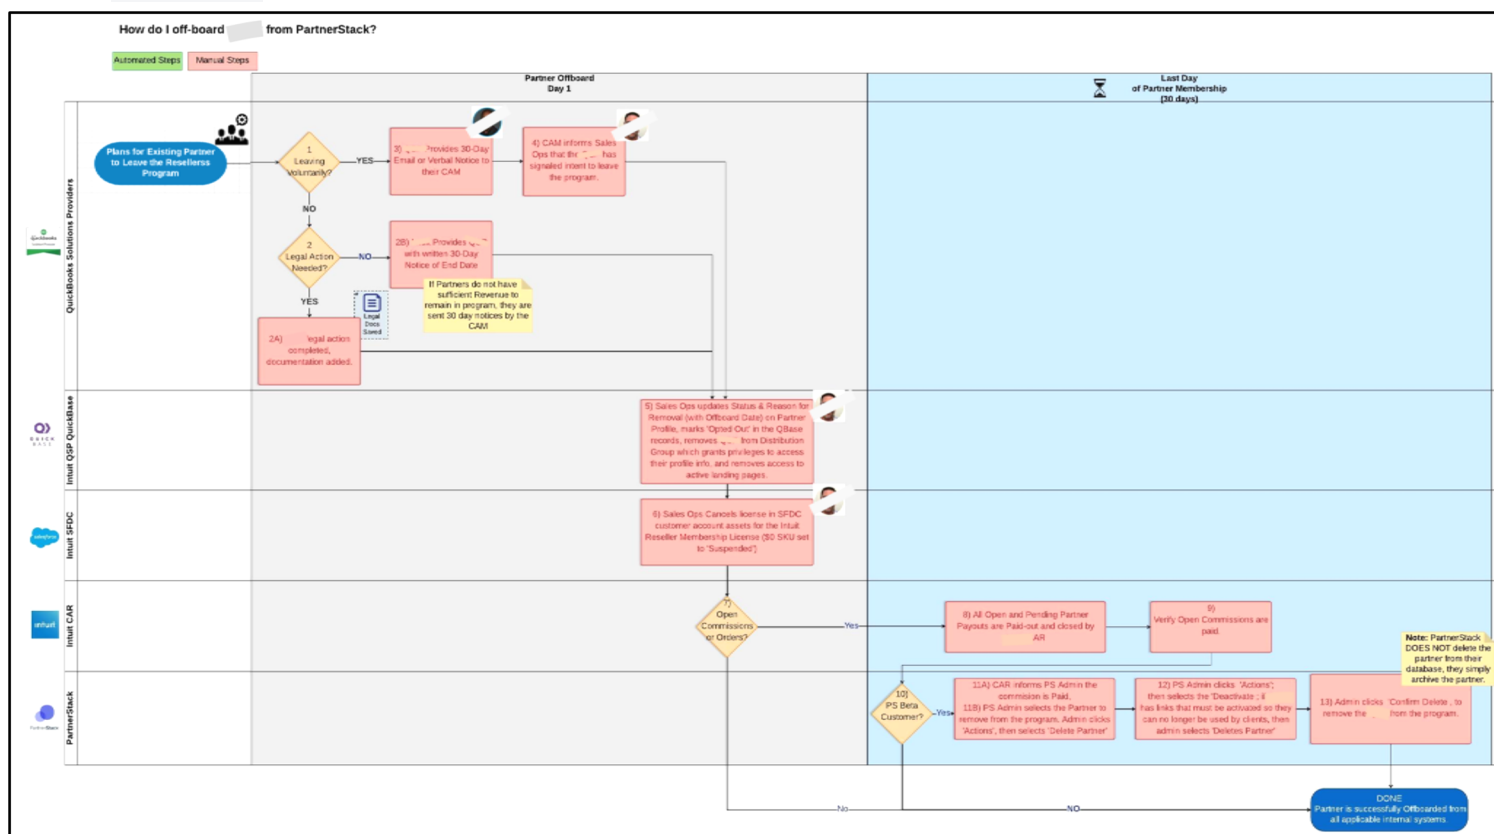 How do I off-board from PartnerStack?
Automated Steps
Manual Steps
Partner Offboard
Day 1
Last Day
of Partner Membership
(30 days)
QuickBooks Solutions Providers
Plans for Existing Partner
to Leave the Resellerss
Program
1
Leaving
Voluntarily?
YES
3) Provides 30-Day
Email or Verbal Notice to
their CAM
4) CAM informs Sales
Ops that the has
signaled intent to leave
the program.
NO
2
Legal Action
Needed?
NO
2B) Provides
with written 30-Day
Notice of End Date
If Partners do not have
sufficient Revenue to
remain in program, they are
sent 30 day notices by the
CAM
YES
Legal
Docs
Saved
2A) legal action
completed,
documentation added.
Intuit QSP QuickBase
QUICK
BASE
5) Sales Ops updates Status & Reason for
Removal (with Offboard Date) on Partner
Profile, marks 'Opted Out' in the QBase
records, removes from Distribution
Group which grants privileges to access
their profile info, and removes access to
active landing pages.
Intuit SFDC
salesforce
6) Sales Ops Cancels license in SFDC
customer account assets for the Intuit
Reseller Membership License ($0 SKU set
to 'Suspended')
Intuit CAR
intuit
7)
Open
Commissions
or Orders?
Yes
8) All Open and Pending Partner
Payouts are Paid-out and closed by
AR
9)
Verify Open Commissions are
paid.
Note: PartnerStack
DOES NOT delete the
partner from their
database, they simply
archive the partner.
PartnerStack
PartnerStack
10)
PS Beta
Customer?
Yes
11A) CAR informs PS Admin the
commision is Paid,
11B) PS Admin selects the Partner to
remove from the program. Admin clicks
'Actions', then selects 'Delete Partner'
12) PS Admin clicks 'Actions';
then selects the 'Deactivate ;
has links that must be activated so they
can no longer be used by clients, then
admin selects 'Deletes Partner'
13) Admin clicks 'Confirm Delete , to
remove the from the program.
No
NO
DONE
Partner is successfully Offboarded from
all applicable internal systems.